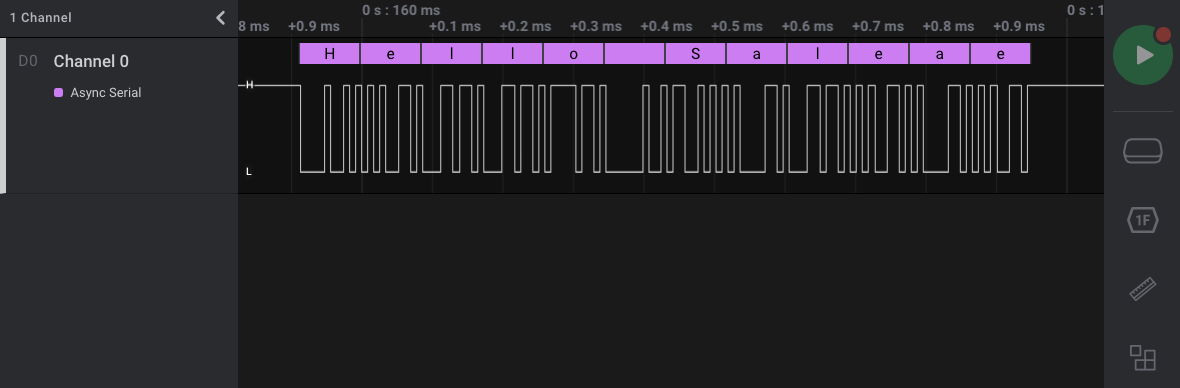 1 Channel
0 s : 160 ms
0 s : 1
8 ms
+0.9 ms
+0.1 ms
+0.2 ms
+0.3 ms
+0.4 ms
+0.5 ms
+0.6 ms
+0.7 ms
+0.8 ms
+0.9 ms
D0 Channel 0
Async Serial
H e l l o S a l e a e
H
L
1F